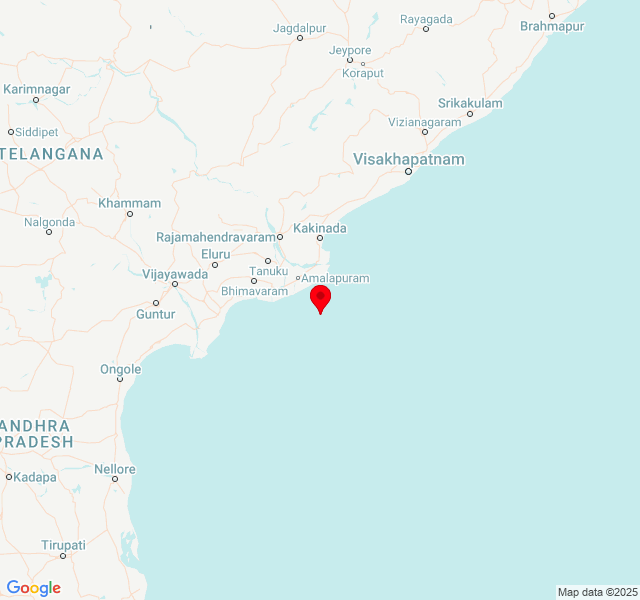 Rayagada
Brahmapur
Jagdalpur
Jeypore
Koraput
Karimnagar
Srikakulam
Siddipet
Vizianagaram
TELANGANA
Visakhapatnam
Khammam
Nalgonda
Kakinada
Rajamahendravaram
Eluru
Tanuku
Vijayawada
Amalapuram
Bhimavaram
Guntur
Ongole
ANDHRA
PRADESH
Nellore
Kadapa
Tirupati
Google
Map data ©2025